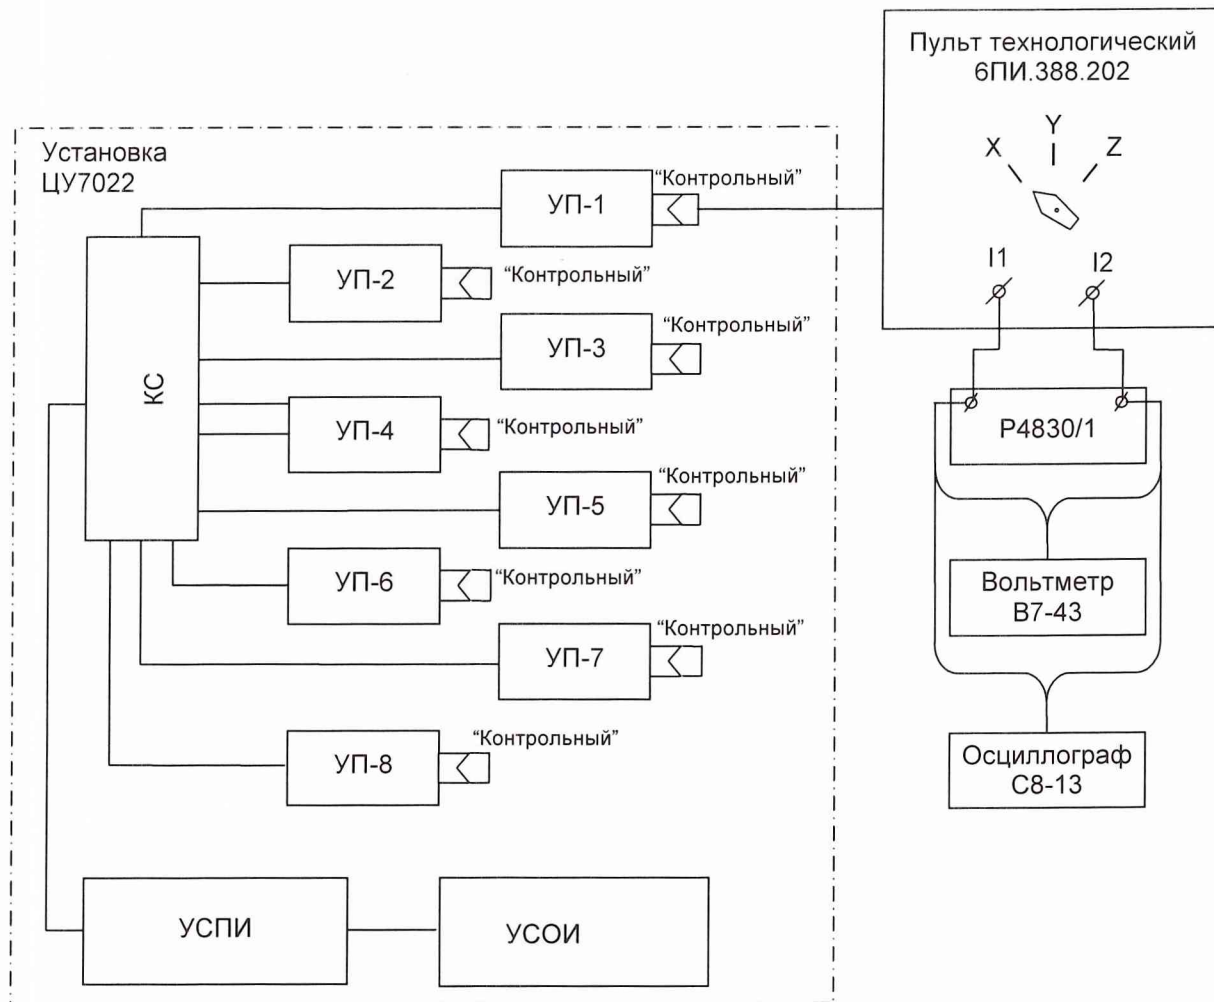 Пульт технологический
6ПИ.388.202
X
Y
Z
I1
I2
Установка
ЦУ7022
УП-1
“Контрольный”
УП-2
“Контрольный”
УП-3
“Контрольный”
КС
УП-4
“Контрольный”
УП-5
“Контрольный”
УП-6
“Контрольный”
УП-7
“Контрольный”
УП-8
“Контрольный”
Р4830/1
Вольтметр
В7-43
Осциллограф
С8-13
УСПИ
УСОИ